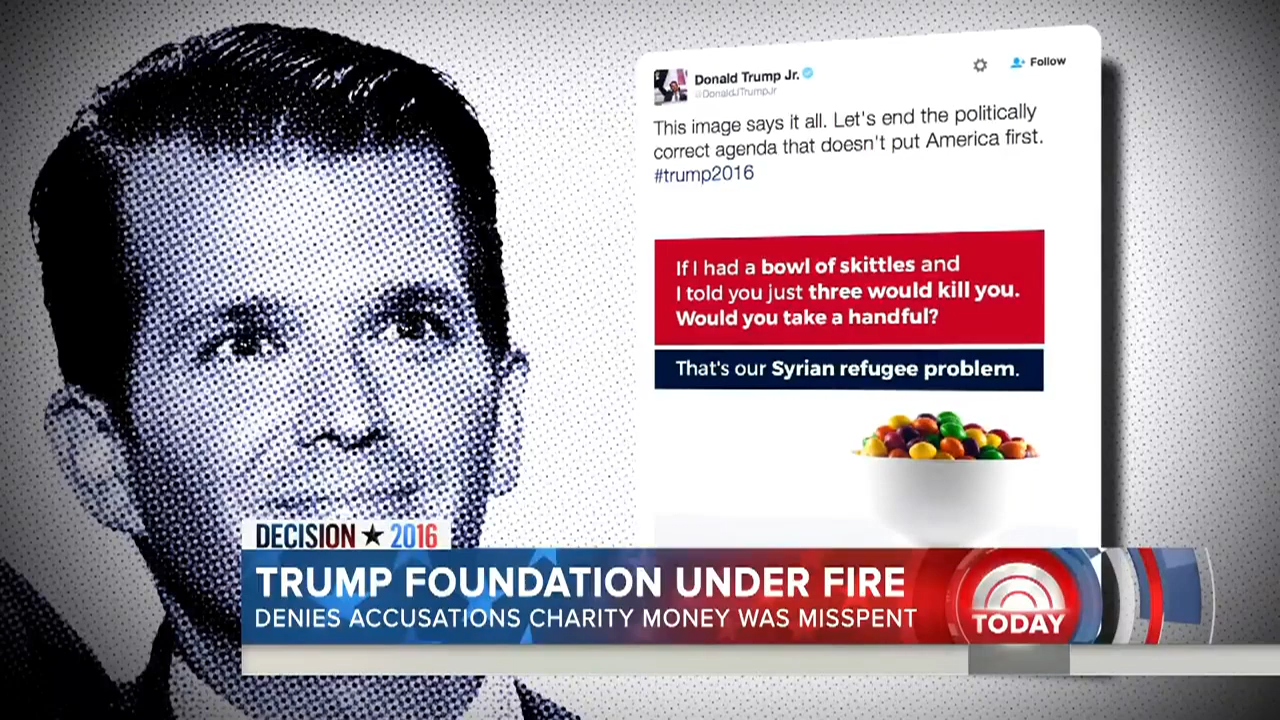 Donald Trump Jr.
@DonaldJTrumpJr
Follow
This image says it all. Let's end the politically
correct agenda that doesn't put America first.
#trump2016
If I had a bowl of skittles and
I told you just three would kill you.
Would you take a handful?
That's our Syrian refugee problem.
DECISION ★ 2016
TRUMP FOUNDATION UNDER FIRE
DENIES ACCUSATIONS CHARITY MONEY WAS MISSPENT
TODAY